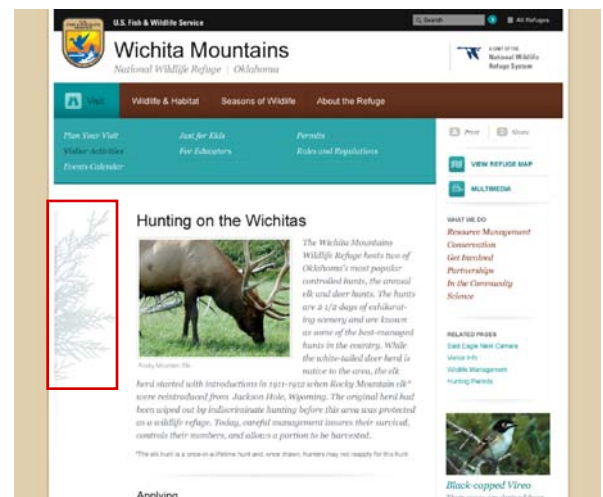 U.S. Fish & Wildlife Service
Search
All Refuges
Wichita Mountains
National Wildlife Refuge | Oklahoma
A UNIT OF THE
National Wildlife
Refuge System
Visit
Wildlife & Habitat
Seasons of Wildlife
About the Refuge
Plan Your Visit
Just for Kids
Permits
Visitor Activities
For Educators
Rules and Regulations
Events Calendar
Print
Share
VIEW REFUGE MAP
MULTIMEDIA
Hunting on the Wichitas
The Wichita Mountains
Wildlife Refuge hosts two of
Oklahoma's most popular
controlled hunts, the annual
elk and deer hunts. The hunts
are 2 1/2 days of exhilarat-
ing scenery and are known
as some of the best-managed
hunts in the country. While
the white-tailed deer herd is
native to the area, the elk
herd started with introductions in 1911-1912 when Rocky Mountain elk*
were reintroduced from Jackson Hole, Wyoming. The original herd had
been wiped out by indiscriminate hunting before this area was protected
as a wildlife refuge. Today, careful management insures their survival,
controls their numbers, and allows a portion to be harvested.
Rocky Mountain Elk
*The elk hunt is a once-in-a-lifetime hunt and, once drawn, hunters may not reapply for this hunt.
Applying
WHAT WE DO
Resource Management
Conservation
Get Involved
Partnerships
In the Community
Science
RELATED PAGES
Bald Eagle Nest Camera
Venue Info
Wildlife Management
Hunting Permits
Black-capped Vireo